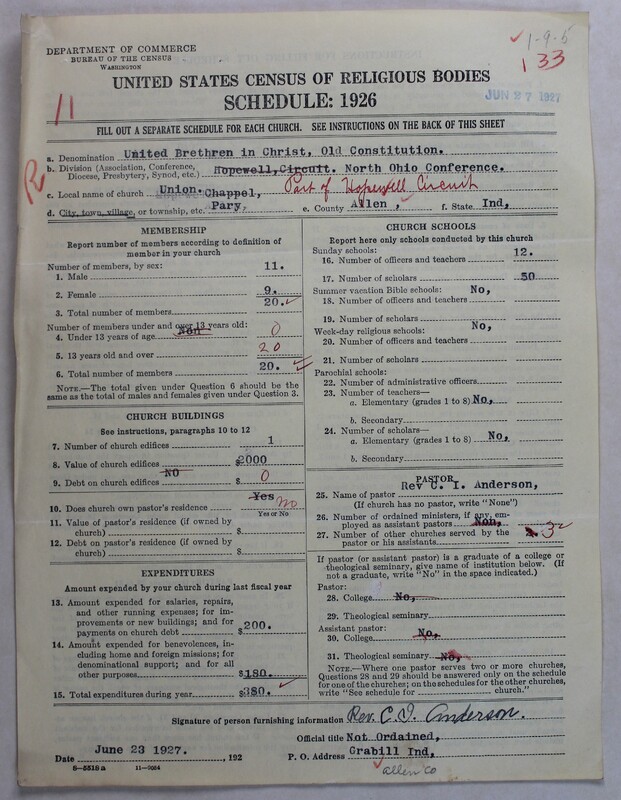 DEPARTMENT OF COMMERCE
BUREAU OF THE CENSUS
WASHINGTON
1-9-5
133
UNITED STATES CENSUS OF RELIGIOUS BODIES
SCHEDULE: 1926
JUN 27 1927
11
FILL OUT A SEPARATE SCHEDULE FOR EACH CHURCH. SEE INSTRUCTIONS ON THE BACK OF THIS SHEET
R
a. Denomination United Brethren in Christ, Old Constitution.
b. Division (Association, Conference, Diocese, Presbytery, Synod, etc.) Hopewell, Circutt. North Ohio Conference.
c. Local name of church Union. Chappel, Part of Hopewell Circuit
d. City, town, village, or township, etc. Pary, e. County Allen, f. State Ind,
MEMBERSHIP
Report number of members according to definition of
member in your church
Number of members, by sex:
1. Male 11.
2. Female 9.
3. Total number of members 20.
Number of members under and over 13 years old:
4. Under 13 years of age Non 0
5. 13 years old and over 20
6. Total number of members 20.
NOTE.—The total given under Question 6 should be
the same as the total of males and females given under Question 3.
CHURCH BUILDINGS
See instructions, paragraphs 10 to 12
7. Number of church edifices 1
8. Value of church edifices $2000
9. Debt on church edifices NO $ 0
10. Does church own pastor's residence Yes No
Yes or No
11. Value of pastor's residence (if owned by
church) $
12. Debt on pastor's residence (if owned by
church) $
EXPENDITURES
Amount expended by your church during last fiscal year
13. Amount expended for salaries, repairs,
and other running expenses; for im-
provements or new buildings; and for
payments on church debt $200.
14. Amount expended for benevolences, in-
cluding home and foreign missions; for
denominational support; and for all
other purposes $180.
15. Total expenditures during year $380.
CHURCH SCHOOLS
Report here only schools conducted by this church
Sunday schools:
16. Number of officers and teachers 12.
17. Number of scholars 50
Summer vacation Bible schools: No,
18. Number of officers and teachers
19. Number of scholars
Week-day religious schools: No,
20. Number of officers and teachers
21. Number of scholars
Parochial schools:
22. Number of administrative officers
23. Number of teachers—
a. Elementary (grades 1 to 8) No,
b. Secondary
24. Number of scholars—
a. Elementary (grades 1 to 8) No,
b. Secondary
PASTOR
25. Name of pastor Rev C. I. Anderson,
(If church has no pastor, write "None")
26. Number of ordained ministers, if any, em-
ployed as assistant pastors Non,
27. Number of other churches served by the
pastor or his assistants 3
If pastor (or assistant pastor) is a graduate of a college or
theological seminary, give name of institution below. (If
not a graduate, write "No" in the space indicated.)
Pastor:
28. College No,
29. Theological seminary
Assistant pastor:
30. College No,
31. Theological seminary No,
NOTE.—Where one pastor serves two or more churches,
Questions 28 and 29 should be answered only on the schedule
for one of the churches; on the schedules for the other churches,
write "See schedule for church."
Signature of person furnishing information Rev. C. I. Anderson.
Official title Not Ordained,
Date June 23 1927. , 192 P. O. Address Grabill Ind,
8—5518 a 11—9054
Allen Co